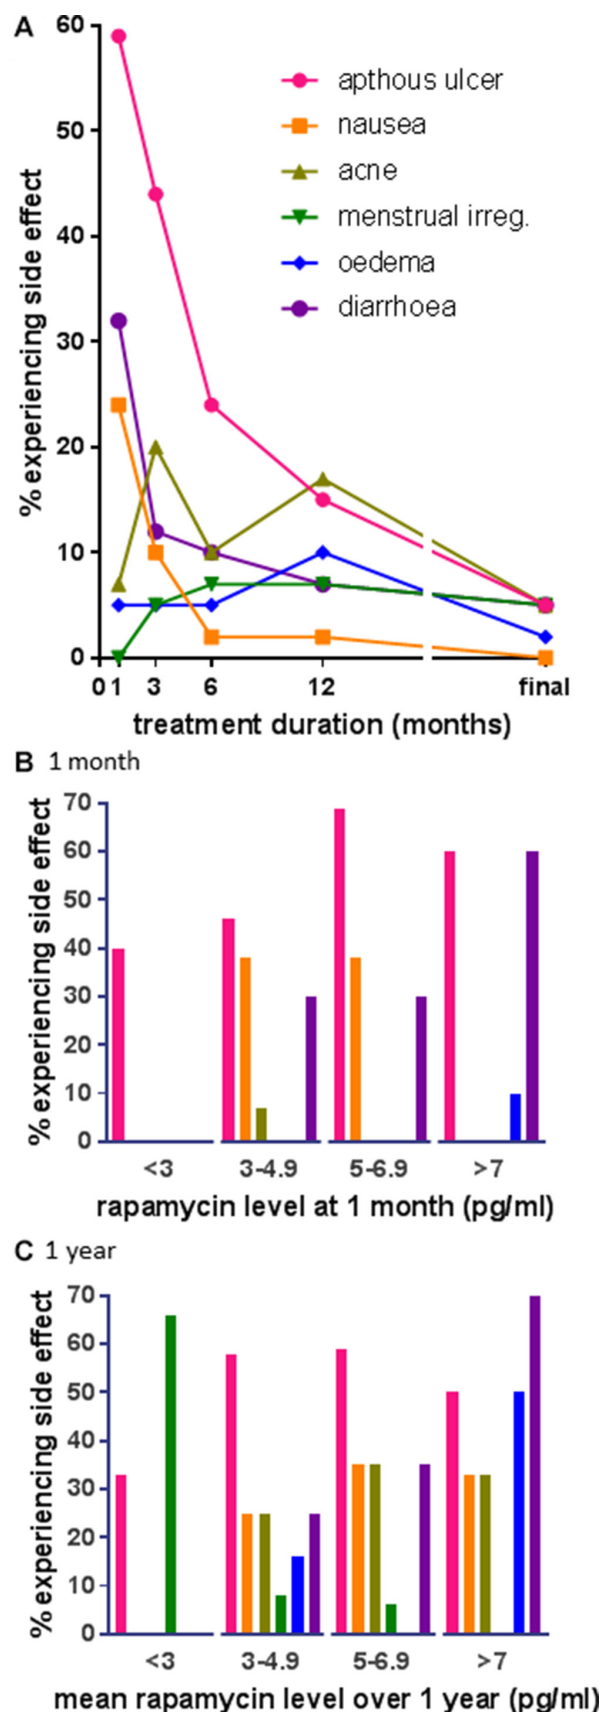 A
60
50
40
30
20
10
0
% experiencing side effect
apthous ulcer
nausea
acne
menstrual irreg.
oedema
diarrhoea
0 1 3 6 12 final
treatment duration (months)
B 1 month
70
60
50
40
30
20
10
0
% experiencing side effect
<3 3-4.9 5-6.9 >7
rapamycin level at 1 month (pg/ml)
C 1 year
70
60
50
40
30
20
10
0
% experiencing side effect
<3 3-4.9 5-6.9 >7
mean rapamycin level over 1 year (pg/ml)